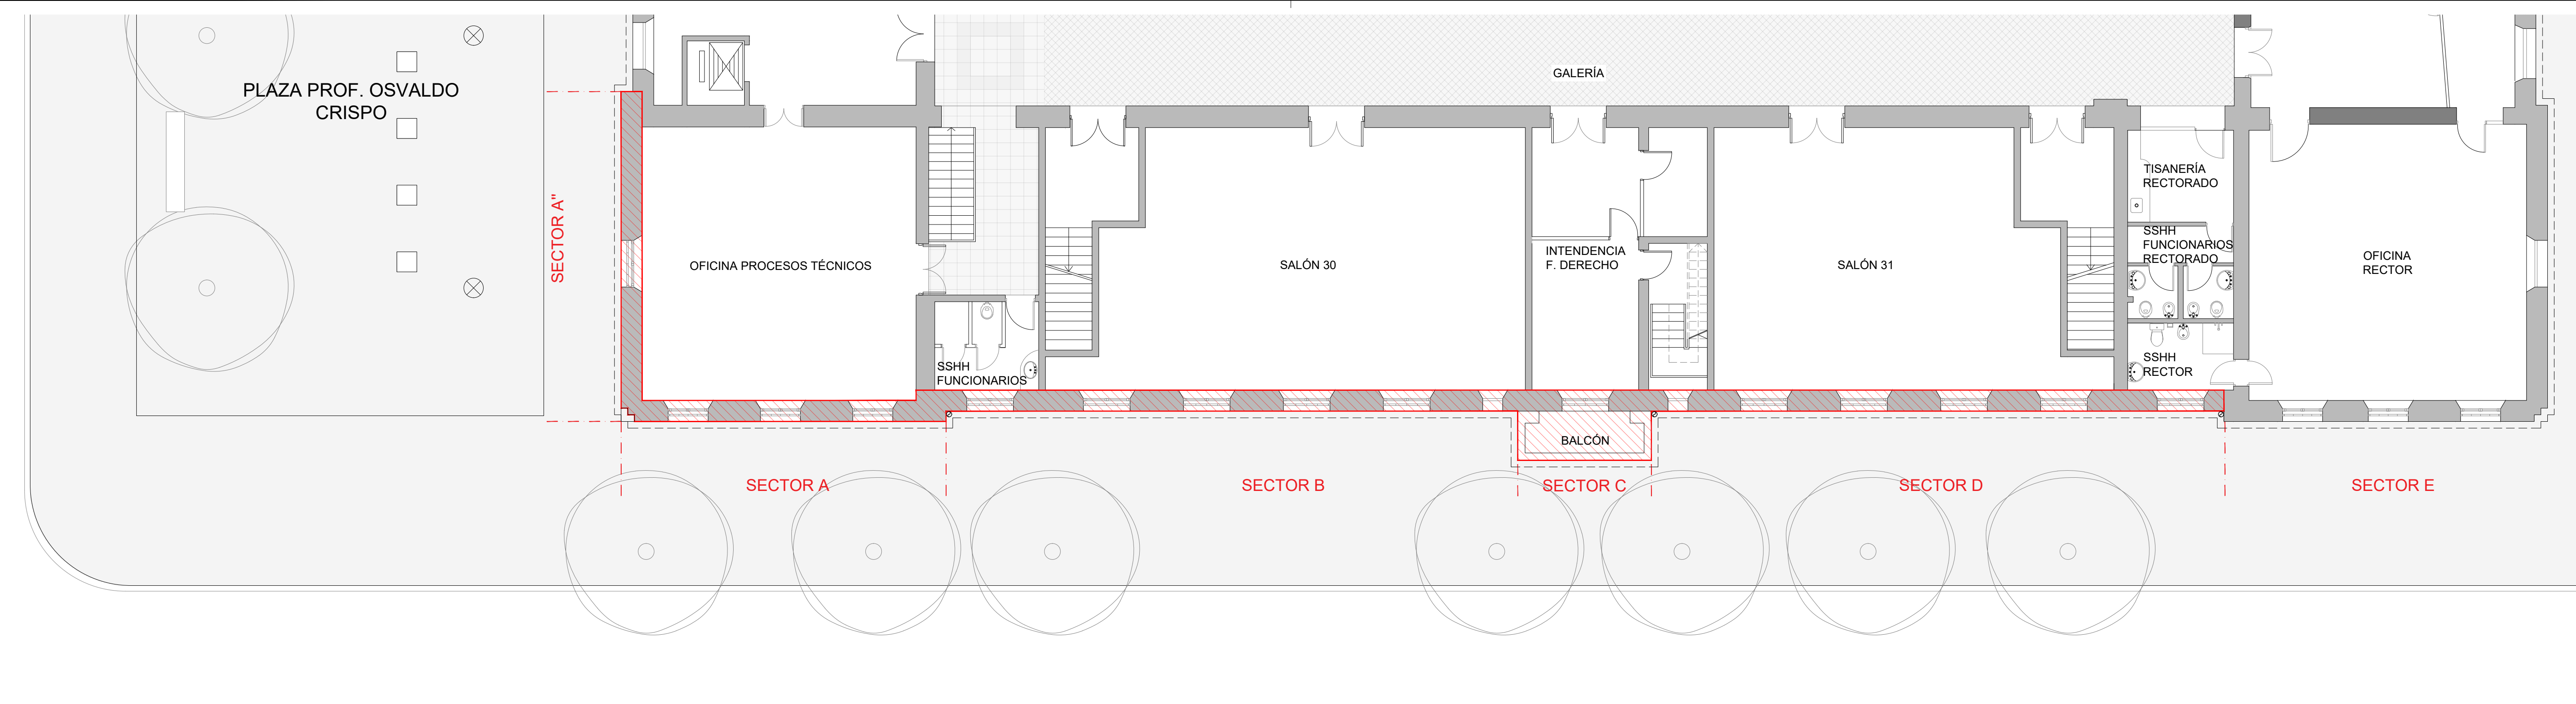 GALERÍA
PLAZA PROF. OSVALDO
CRISPO
SECTOR A"
OFICINA PROCESOS TÉCNICOS
SSHH
FUNCIONARIOS
SALÓN 30
INTENDENCIA
F. DERECHO
SALÓN 31
TISANERÍA
RECTORADO
SSHH
FUNCIONARIOS
RECTORADO
SSHH
RECTOR
OFICINA
RECTOR
BALCÓN
SECTOR A
SECTOR B
SECTOR C
SECTOR D
SECTOR E